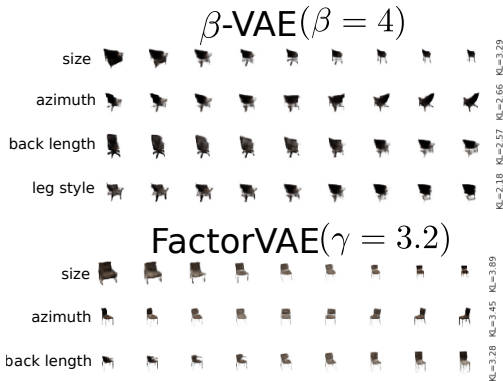 β-VAE(β = 4)
size KL=3.29
azimuth KL=2.66
back length KL=2.57
leg style KL=2.18
FactorVAE(γ = 3.2)
size KL=3.89
azimuth KL=3.45
back length KL=3.28